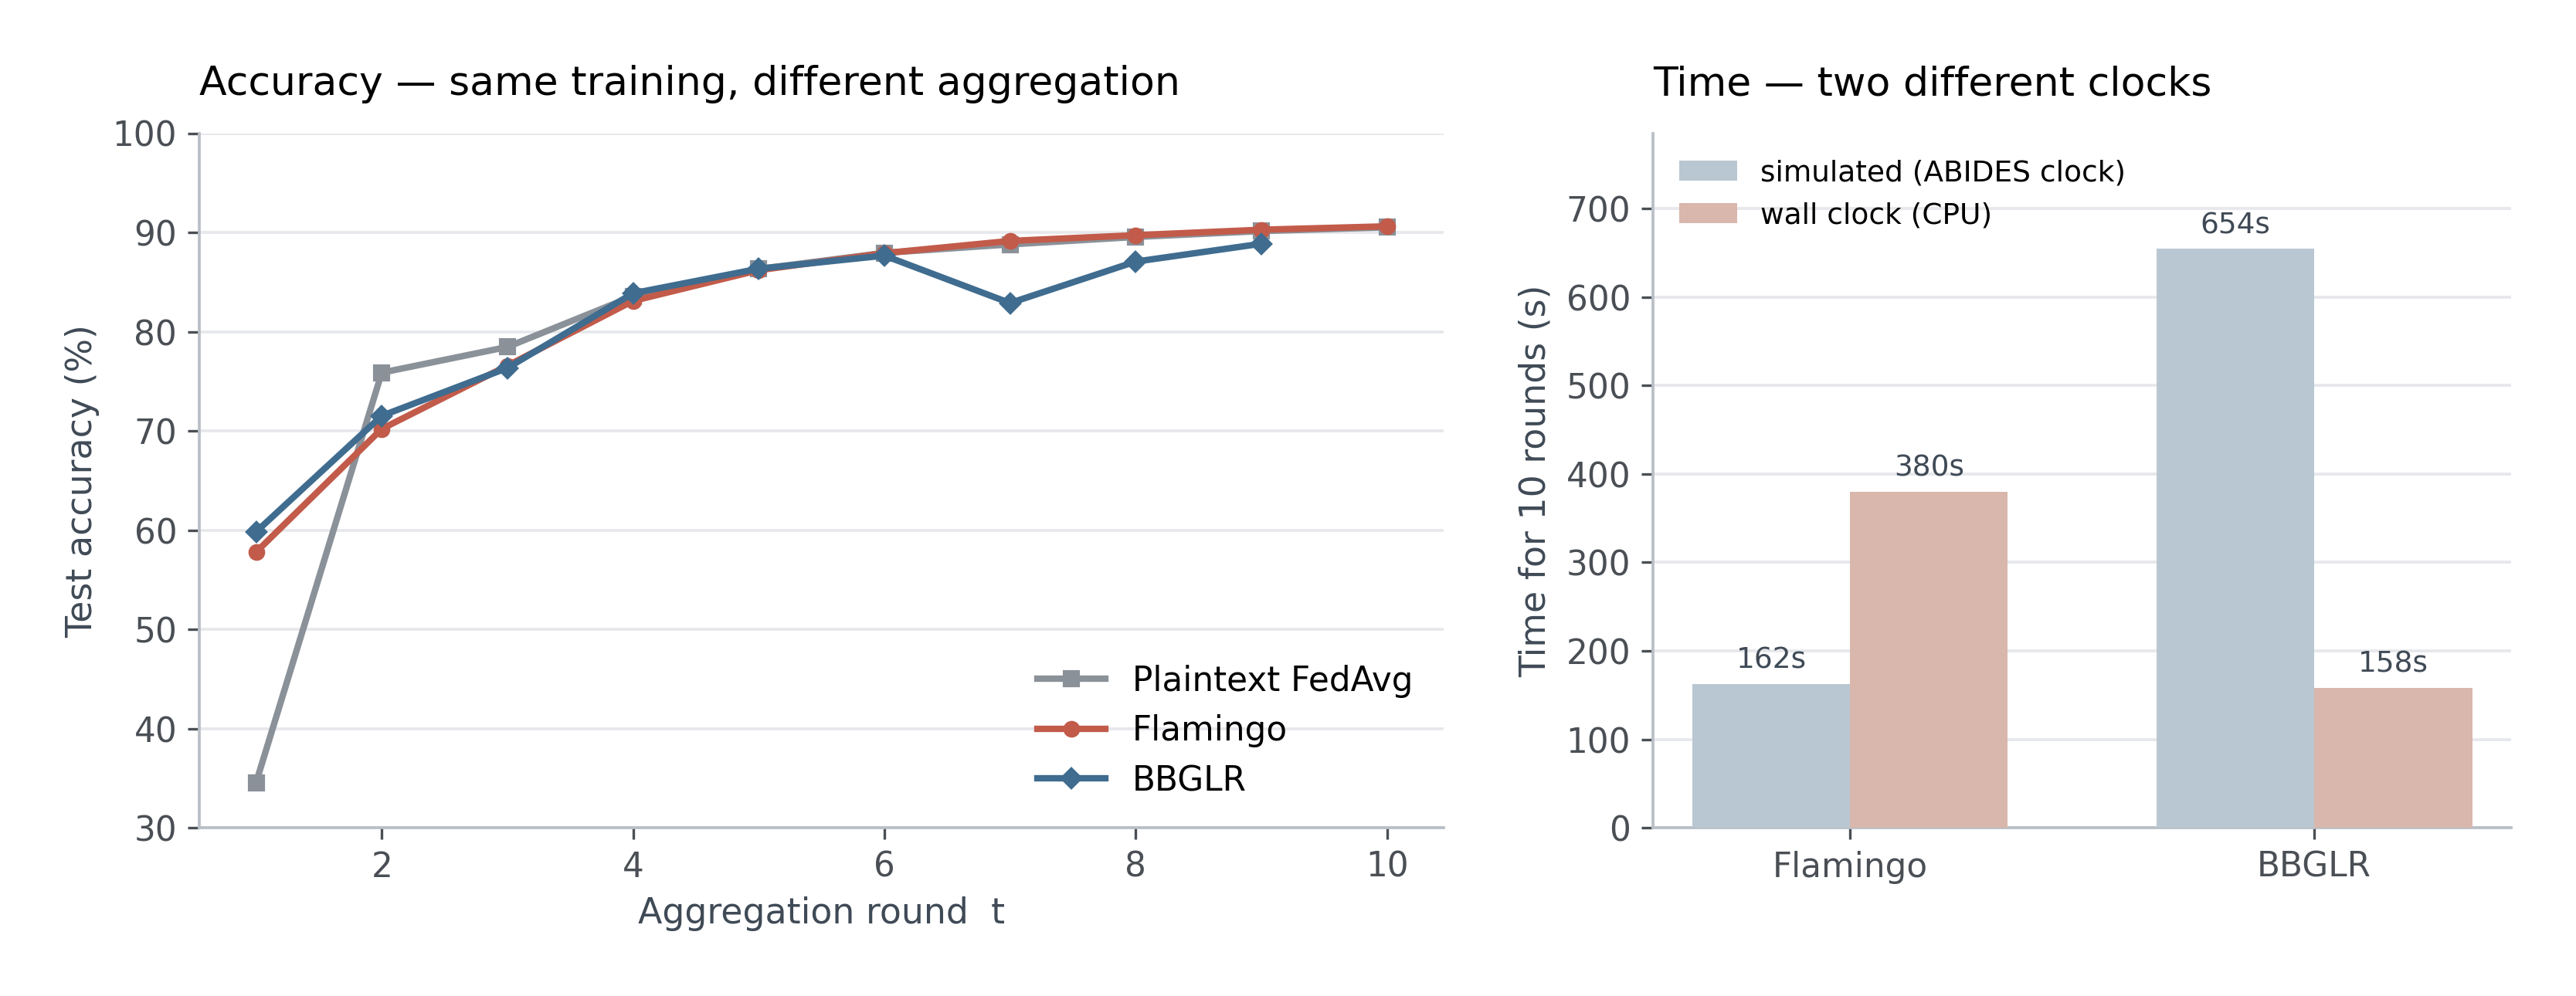 Accuracy — same training, different aggregation
100
90
80
70
60
50
40
30
Test accuracy (%)
2
4
6
8
10
Aggregation round  t
Plaintext FedAvg
Flamingo
BBGLR
Time — two different clocks
simulated (ABIDES clock)
wall clock (CPU)
700
600
500
400
300
200
100
0
Time for 10 rounds (s)
162s
380s
654s
158s
Flamingo
BBGLR